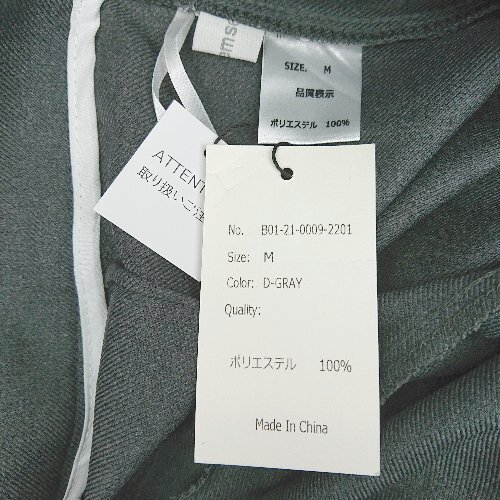 SIZE. M
品質表示
ポリエステル 100%
ATTENT
取り扱いご注
No. B01-21-0009-2201
Size: M
Color: D-GRAY
Quality:
ポリエステル 100%
Made In China